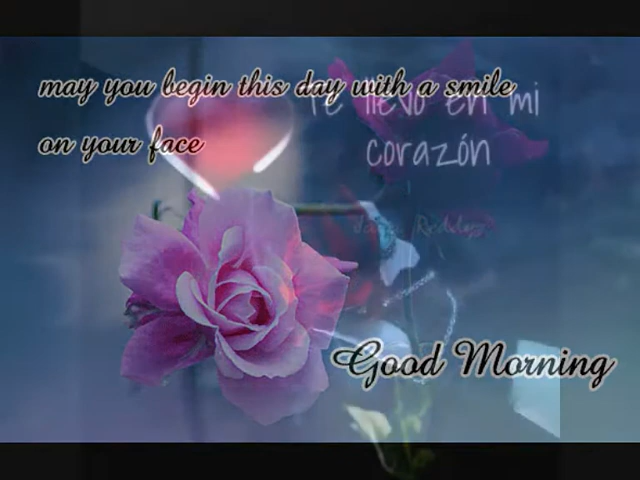 may you begin this day with a smile
Te llevo en mi
on your face
corazón
Good Morning